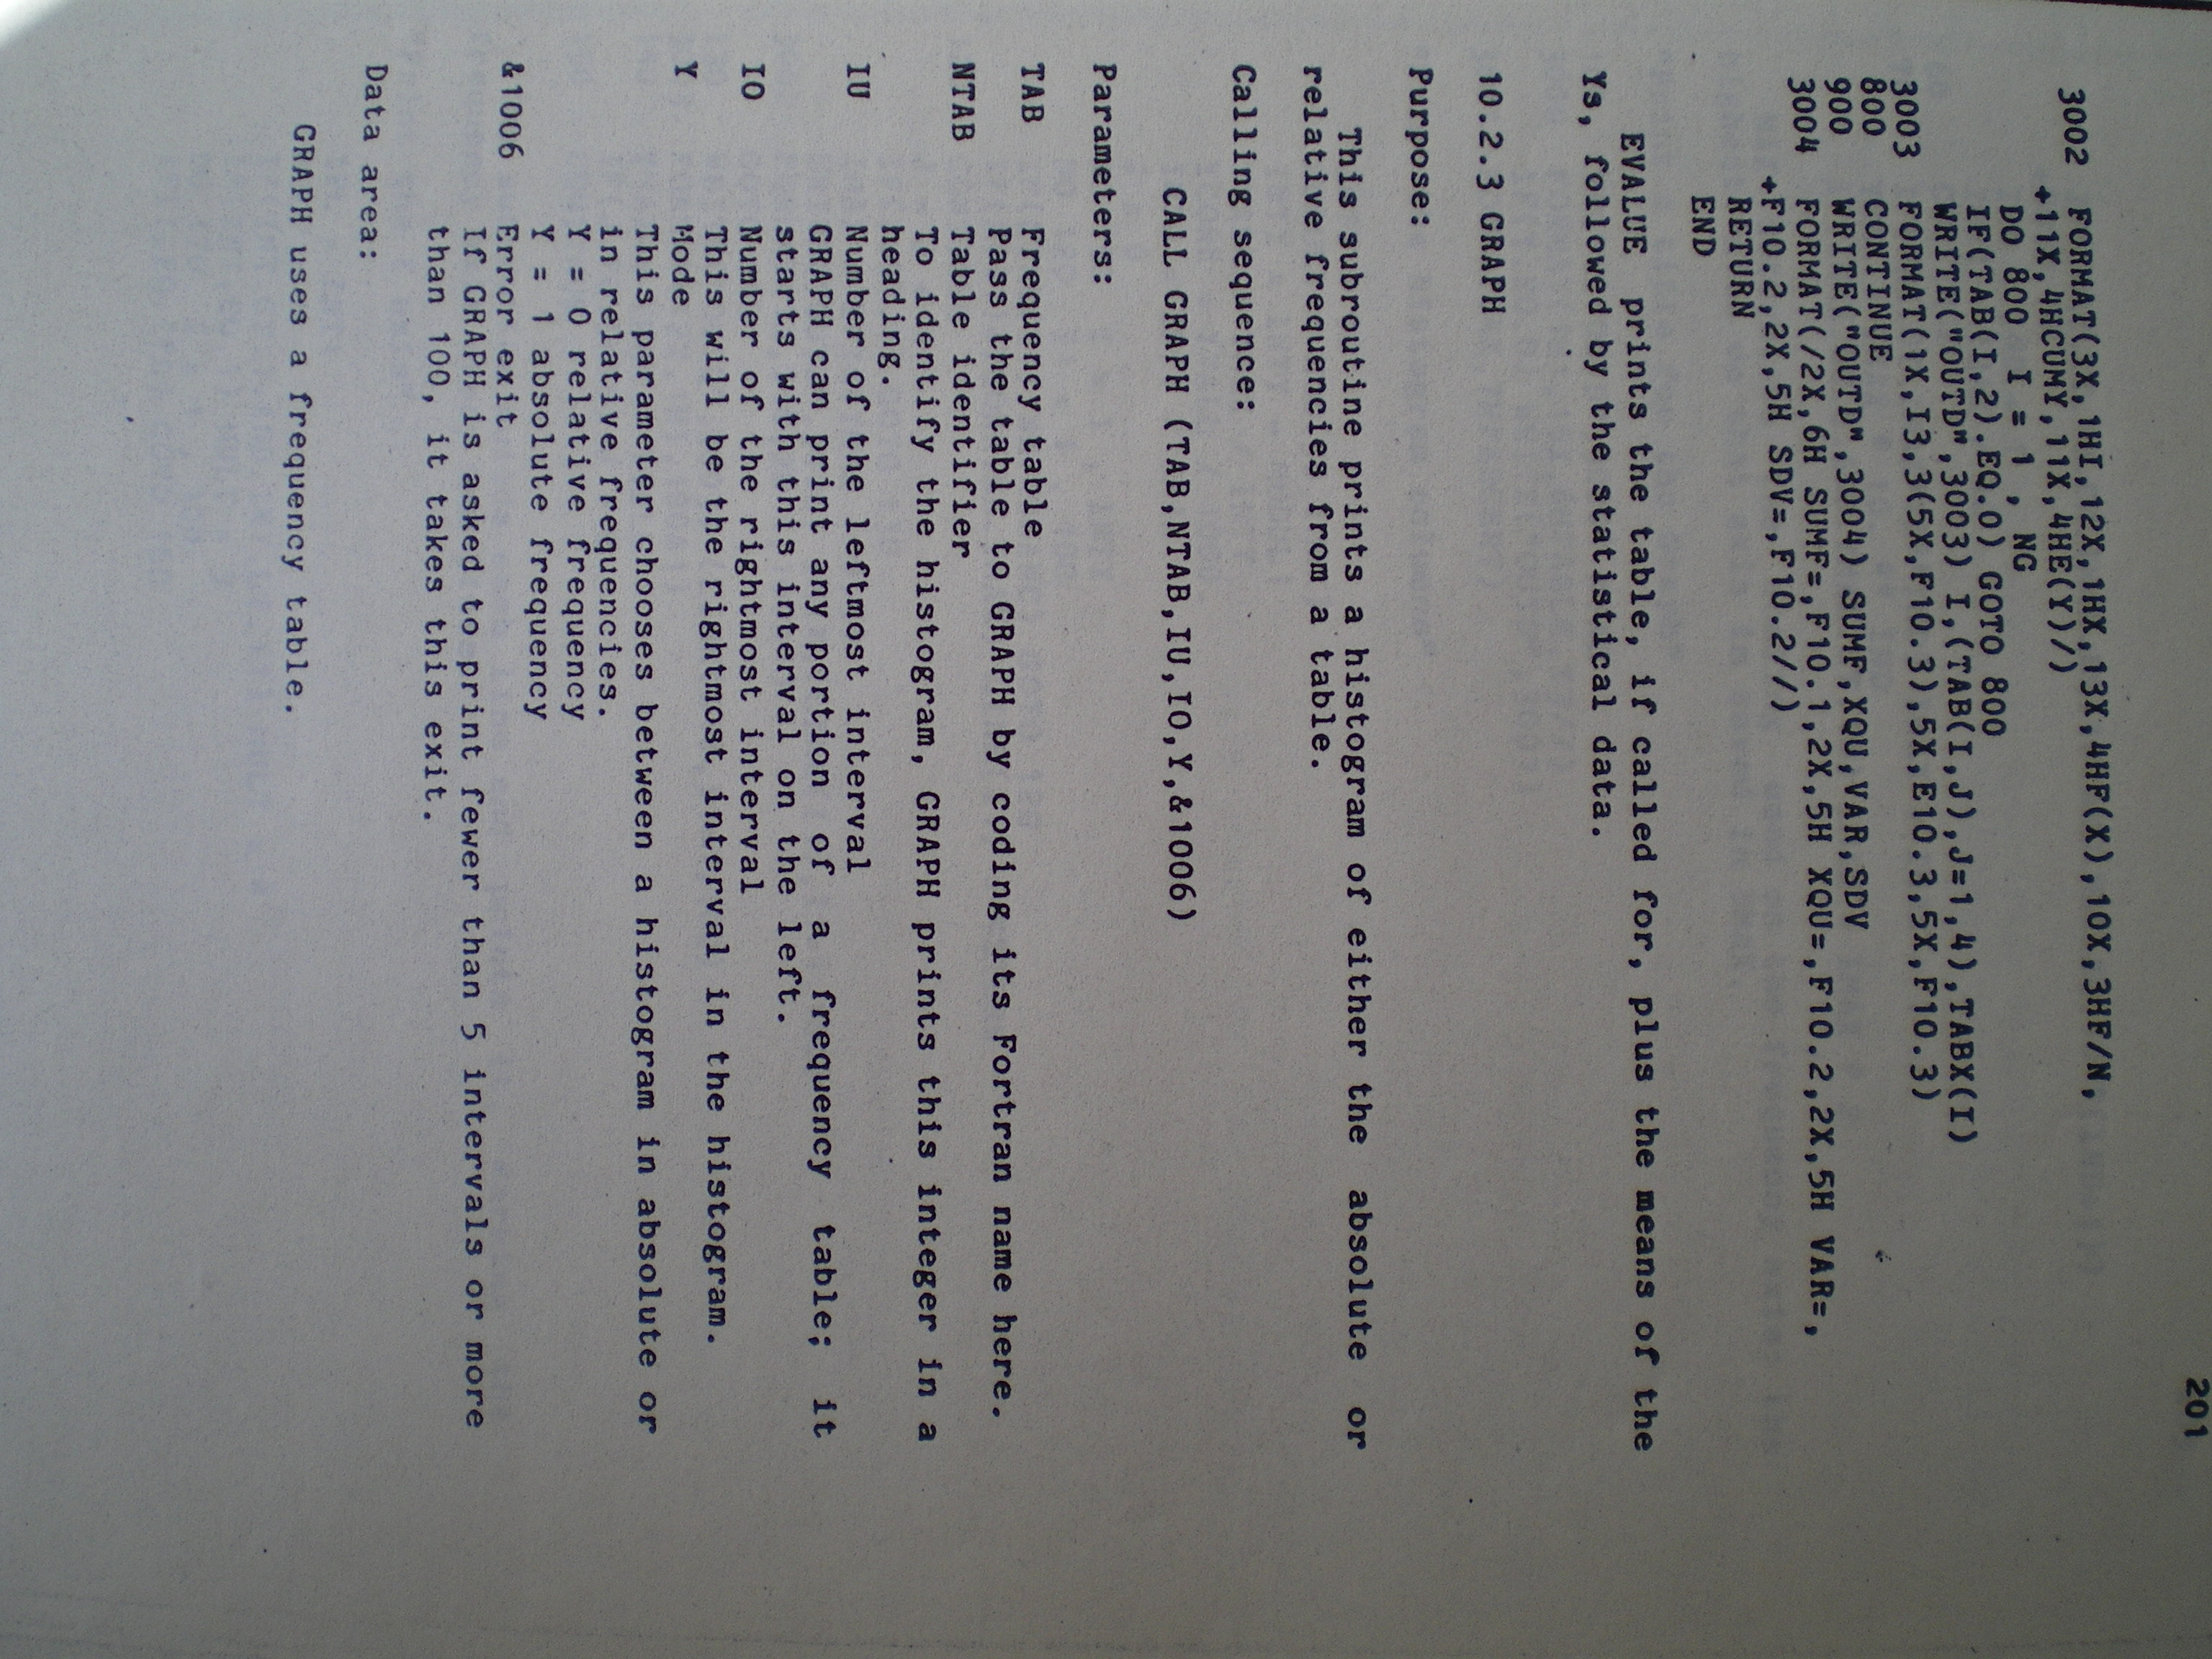 201
3002 FORMAT(3X,1HI,12X,1HX,13X,4HF(X),10X,3HF/N,
+11X,4HCUMY,11X,4HE(Y)/)
DO 800 I = 1 , NG
IF(TAB(I,2).EQ.0) GOTO 800
WRITE("OUTD",3003) I,(TAB(I,J),J=1,4),TABX(I)
3003 FORMAT(1X,I3,3(5X,F10.3),5X,E10.3,5X,F10.3)
800 CONTINUE
900 WRITE("OUTD",3004) SUMF,XQU,VAR,SDV
3004 FORMAT(/2X,6H SUMF=,F10.1,2X,5H XQU=,F10.2,2X,5H VAR=,
+F10.2,2X,5H SDV=,F10.2//)
RETURN
END
EVALUE prints the table, if called for, plus the means of the
Ys, followed by the statistical data.
10.2.3 GRAPH
Purpose:
This subroutine prints a histogram of either the absolute or
relative frequencies from a table.
Calling sequence:
CALL GRAPH (TAB,NTAB,IU,IO,Y,&1006)
Parameters:
TAB Frequency table
Pass the table to GRAPH by coding its Fortran name here.
NTAB Table identifier
To identify the histogram, GRAPH prints this integer in a
heading.
IU Number of the leftmost interval
GRAPH can print any portion of a frequency table; it
starts with this interval on the left.
IO Number of the rightmost interval
This will be the rightmost interval in the histogram.
Y Mode
This parameter chooses between a histogram in absolute or
in relative frequencies.
Y = 0 relative frequency
Y = 1 absolute frequency
&1006 Error exit
If GRAPH is asked to print fewer than 5 intervals or more
than 100, it takes this exit.
Data area:
GRAPH uses a frequency table.